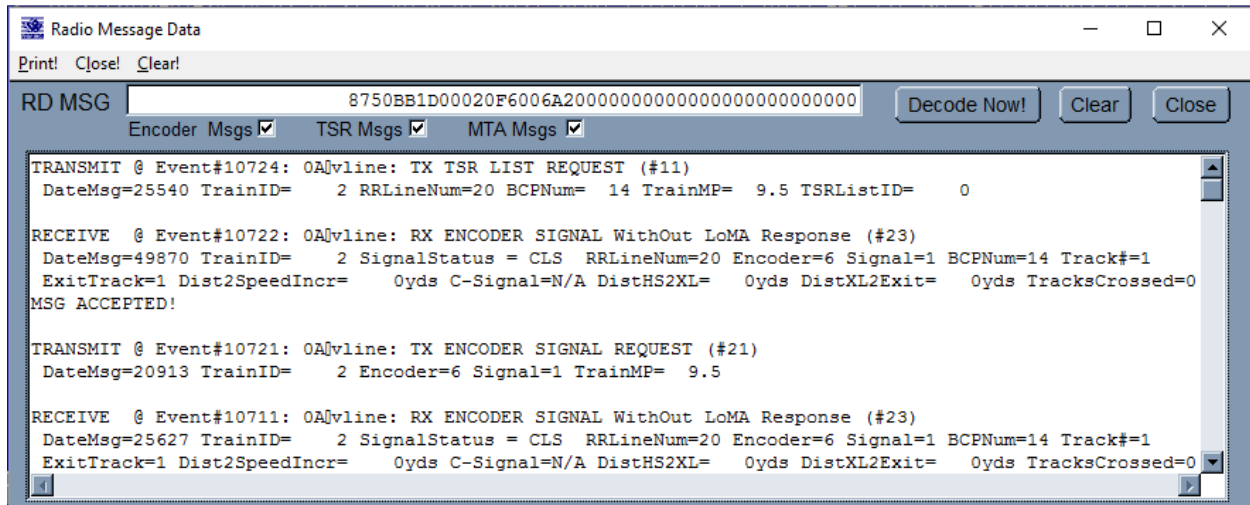 Radio Message Data
Print! Close! Clear!
RD MSG 8750BB1D00020F6006A20000000000000000000000000 Decode Now! Clear Close
Encoder Msgs TSR Msgs MTA Msgs
TRANSMIT @ Event#10724: 0A▯vline: TX TSR LIST REQUEST (#11)
DateMsg=25540 TrainID= 2 RRLineNum=20 BCPNum= 14 TrainMP= 9.5 TSRListID= 0
RECEIVE @ Event#10722: 0A▯vline: RX ENCODER SIGNAL WithOut LoMA Response (#23)
DateMsg=49870 TrainID= 2 SignalStatus = CLS RRLineNum=20 Encoder=6 Signal=1 BCPNum=14 Track#=1
ExitTrack=1 Dist2SpeedIncr= 0yds C-Signal=N/A DistHS2XL= 0yds DistXL2Exit= 0yds TracksCrossed=0
MSG ACCEPTED!
TRANSMIT @ Event#10721: 0A▯vline: TX ENCODER SIGNAL REQUEST (#21)
DateMsg=20913 TrainID= 2 Encoder=6 Signal=1 TrainMP= 9.5
RECEIVE @ Event#10711: 0A▯vline: RX ENCODER SIGNAL WithOut LoMA Response (#23)
DateMsg=25627 TrainID= 2 SignalStatus = CLS RRLineNum=20 Encoder=6 Signal=1 BCPNum=14 Track#=1
ExitTrack=1 Dist2SpeedIncr= 0yds C-Signal=N/A DistHS2XL= 0yds DistXL2Exit= 0yds TracksCrossed=0